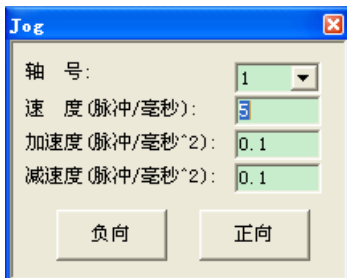 Jog
轴 号: 1
速 度(脉冲/毫秒): 5
加速度(脉冲/毫秒^2): 0.1
减速度(脉冲/毫秒^2): 0.1
负向 正向